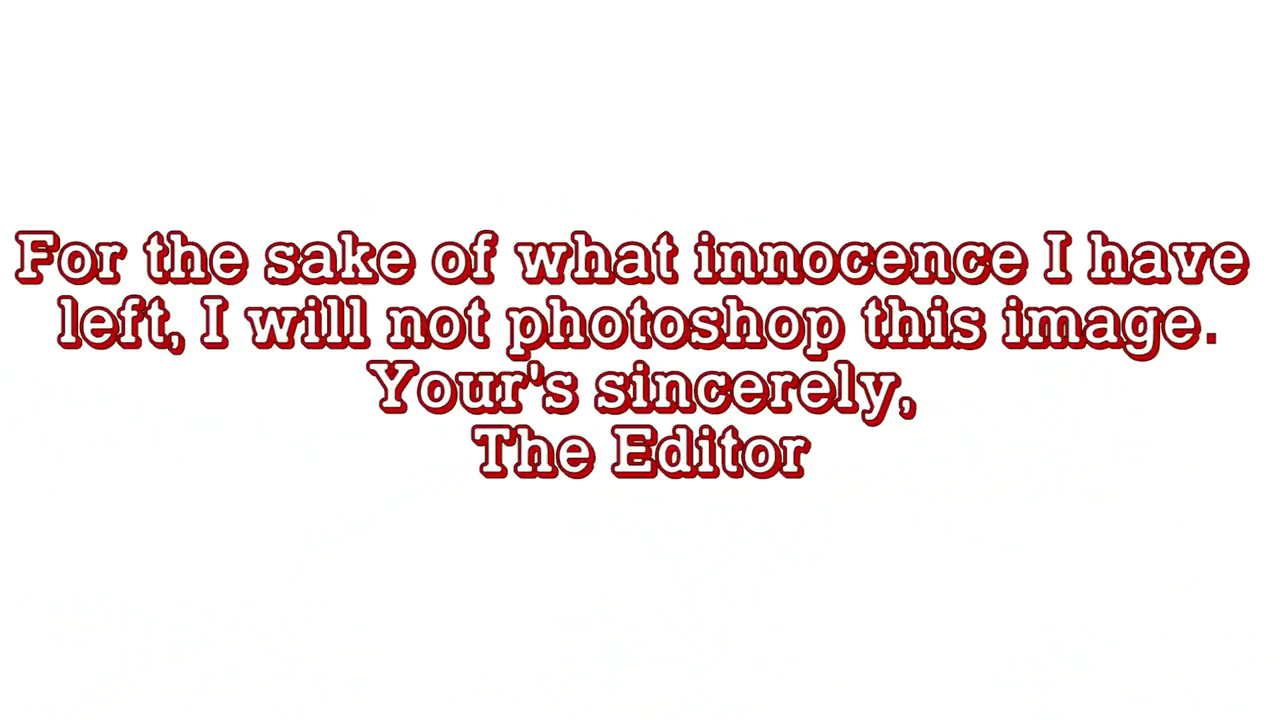 For the sake of what innocence I have
left, I will not photoshop this image.
Your's sincerely,
The Editor